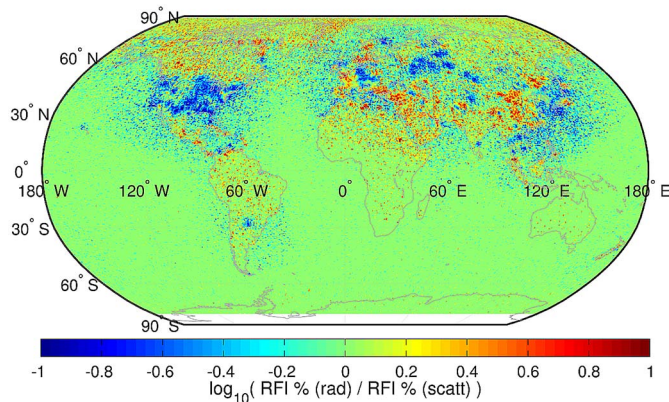 90° N
60° N
30° N
0°
180° W 120° W 60° W 0° 60° E 120° E 180° E
30° S
60° S
90° S
-1 -0.8 -0.6 -0.4 -0.2 0 0.2 0.4 0.6 0.8 1
log10( RFI % (rad) / RFI % (scatt) )